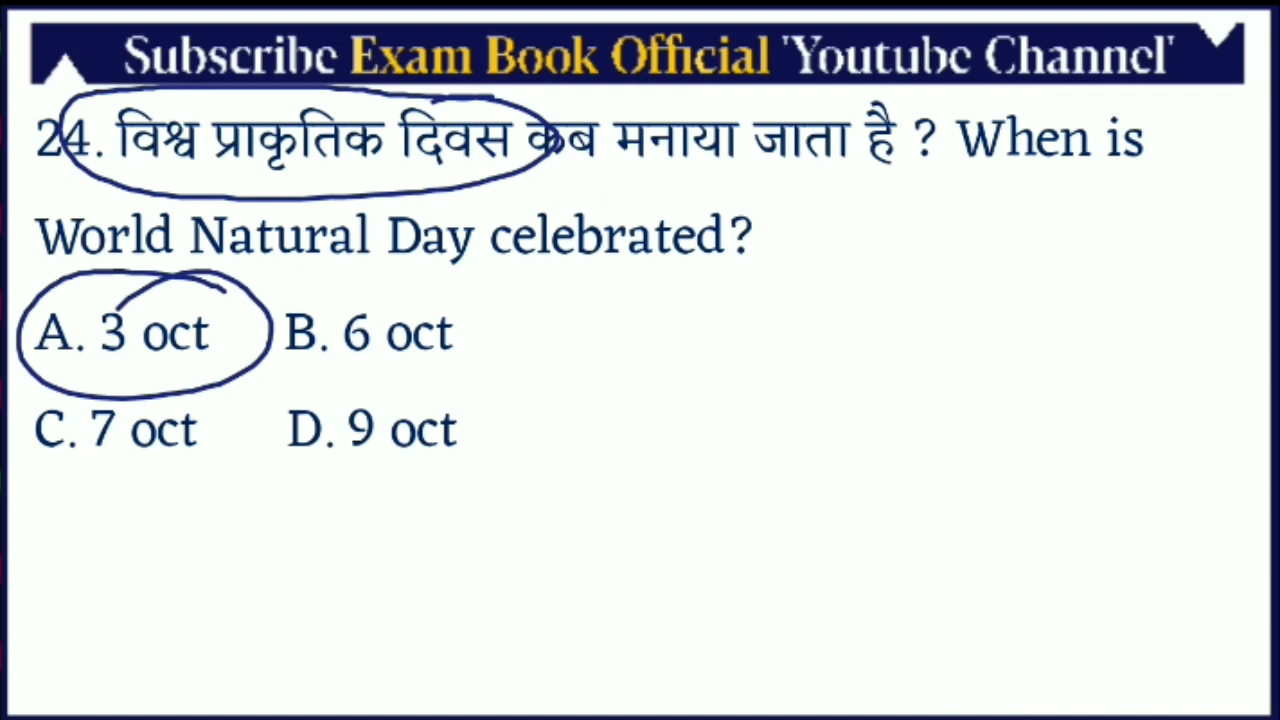 Subscribe Exam Book Official 'Youtube Channel'
24. विश्व प्राकृतिक दिवस कब मनाया जाता है ? When is
World Natural Day celebrated?
A. 3 oct B. 6 oct
C. 7 oct D. 9 oct